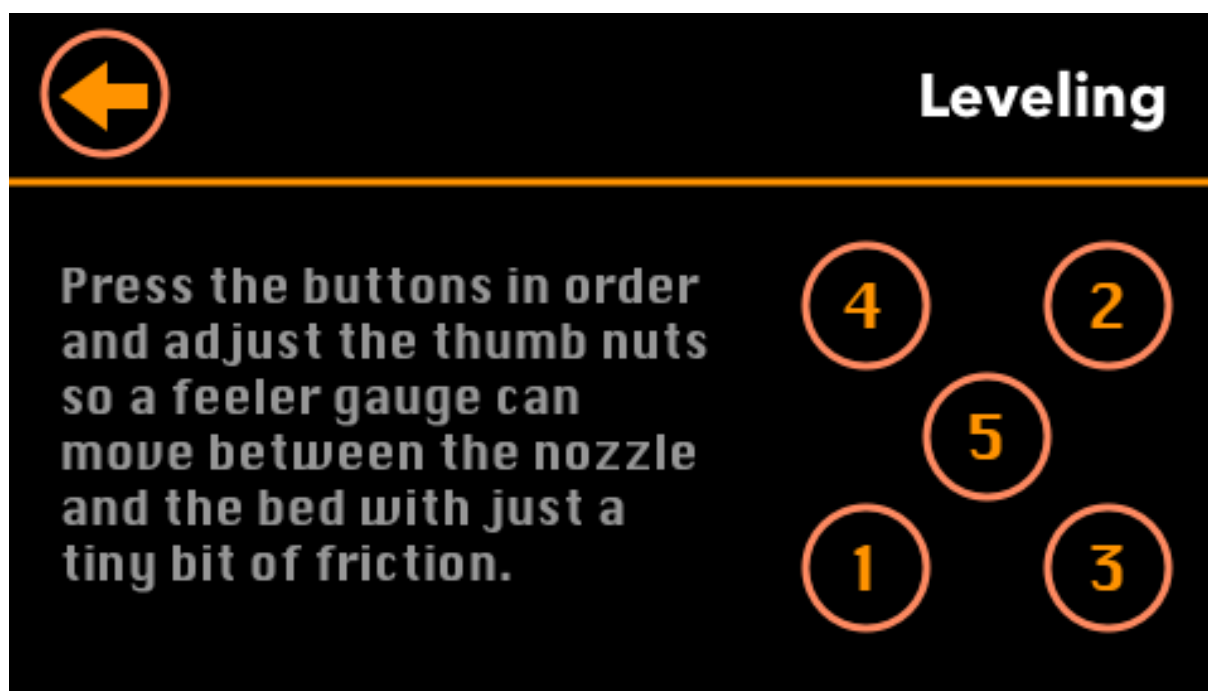 Leveling
Press the buttons in order
and adjust the thumb nuts
so a feeler gauge can
move between the nozzle
and the bed with just a
tiny bit of friction.
4 2
5
1 3